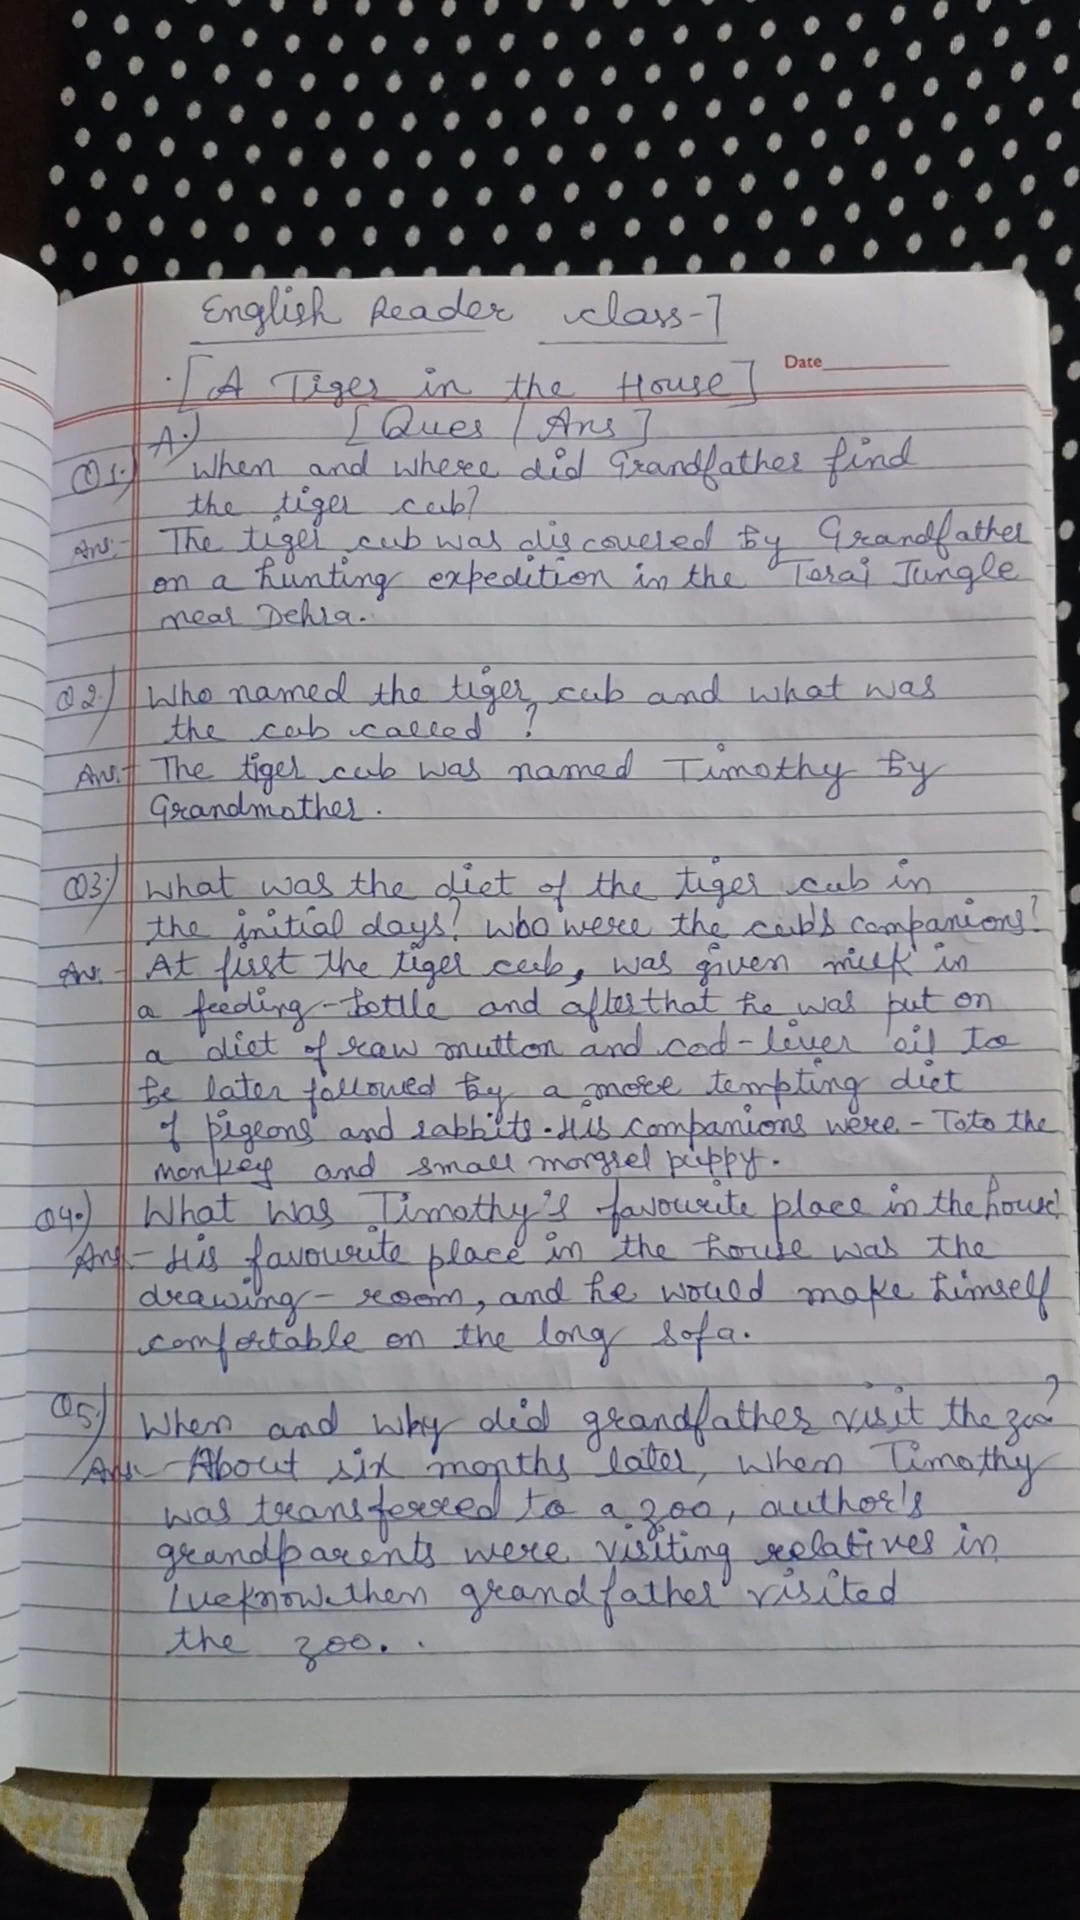 English Reader class-7
Date
[A Tiger in the House]
[Ques / Ans]
A.)
Q1.) When and where did Grandfather find
the tiger cub?
Ans:- The tiger cub was discovered by Grandfather
on a hunting expedition in the Terai Jungle
near Dehra.
Q2.) Who named the tiger cub and what was
the cub called ?
Ans:- The tiger cub was named Timothy by
Grandmother.
Q3.) What was the diet of the tiger cub in
the initial days? who were the cub's companions?
Ans.- At first the tiger cub, was given milk in
a feeding-bottle and after that he was put on
a diet of raw mutton and cod-liver oil to
be later followed by a more tempting diet
of pigeons and rabbits. His companions were - Toto the
monkey and small mongrel puppy.
Q4.) What was Timothy's favourite place in the house?
Ans- His favourite place in the house was the
drawing-room, and he would make himself
comfortable on the long sofa.
Q5.) When and why did grandfather visit the zoo?
Ans.- About six months later, when Timothy
was transferred to a zoo, author's
grandparents were visiting relatives in
Lucknow. then grandfather visited
the zoo..